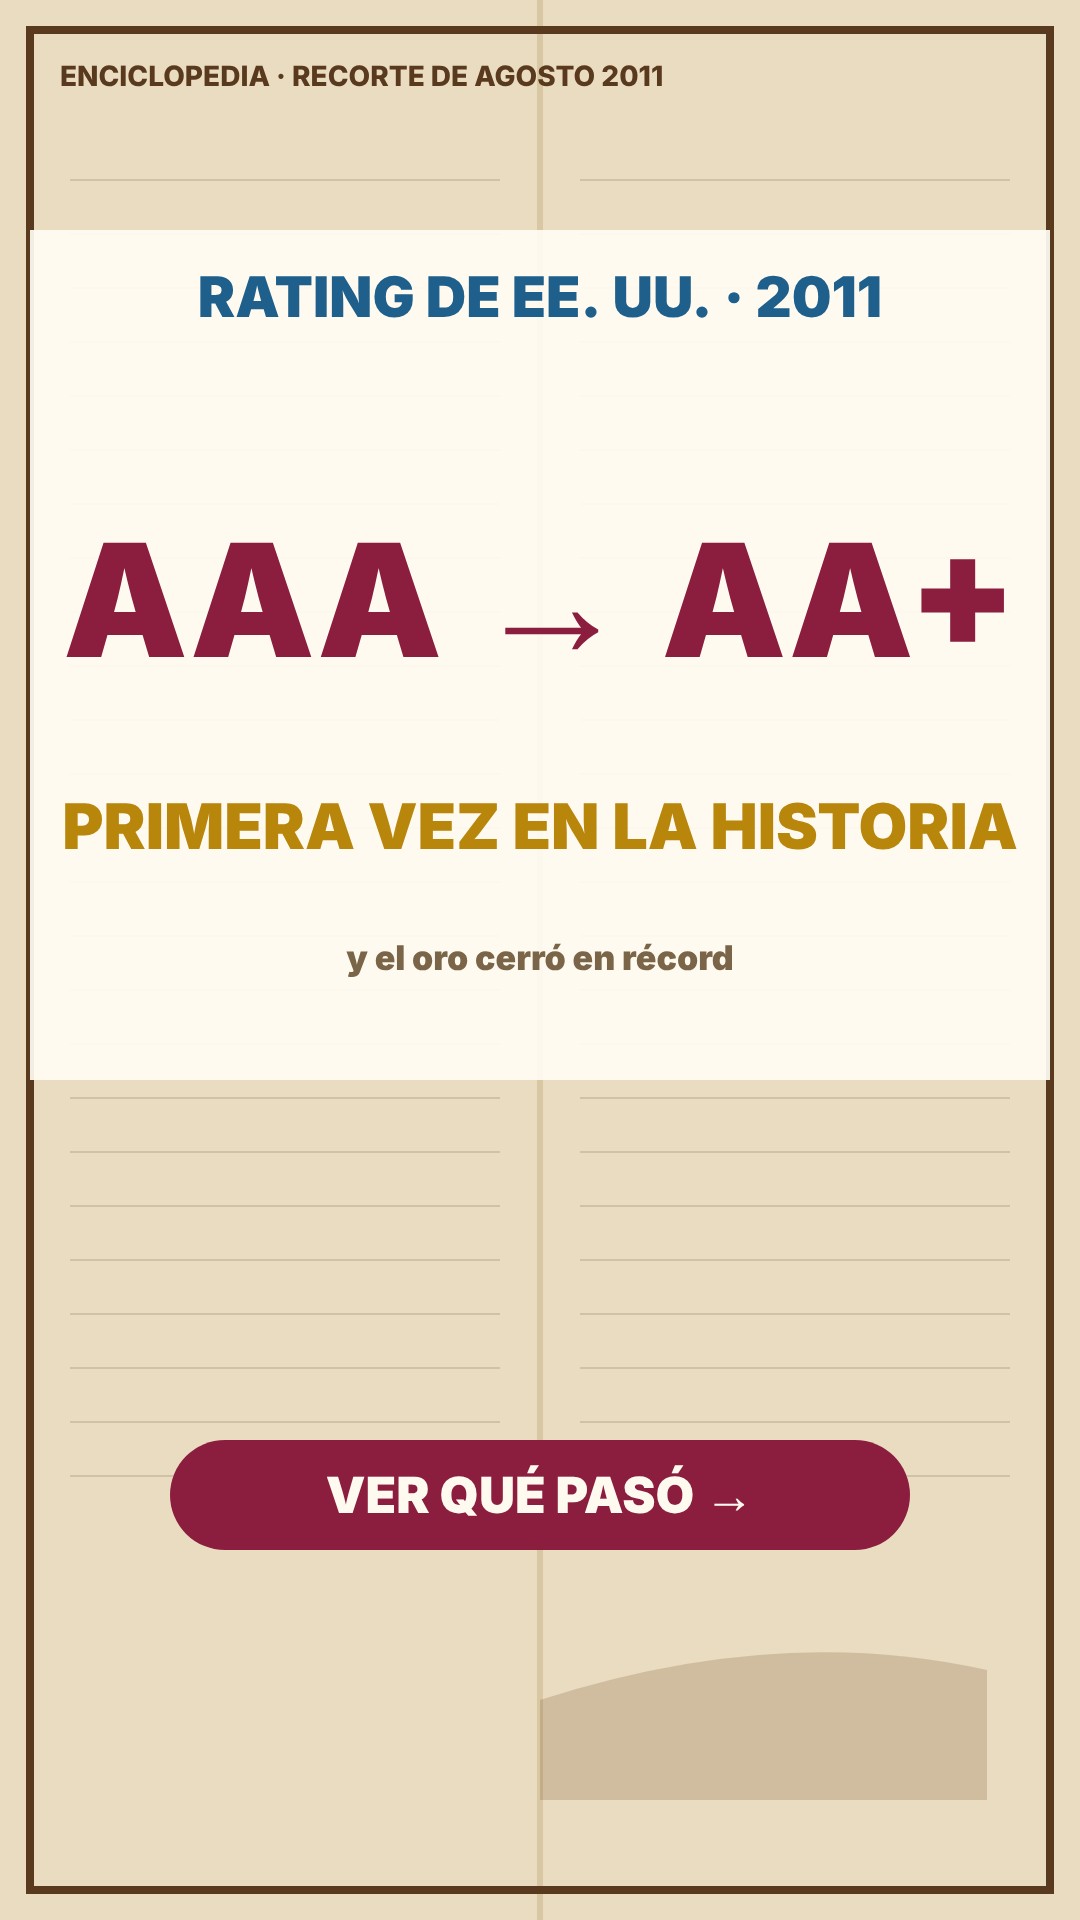 ENCICLOPEDIA · RECORTE DE AGOSTO 2011
RATING DE EE. UU. · 2011
AAA → AA+
PRIMERA VEZ EN LA HISTORIA
y el oro cerró en récord
VER QUÉ PASÓ →